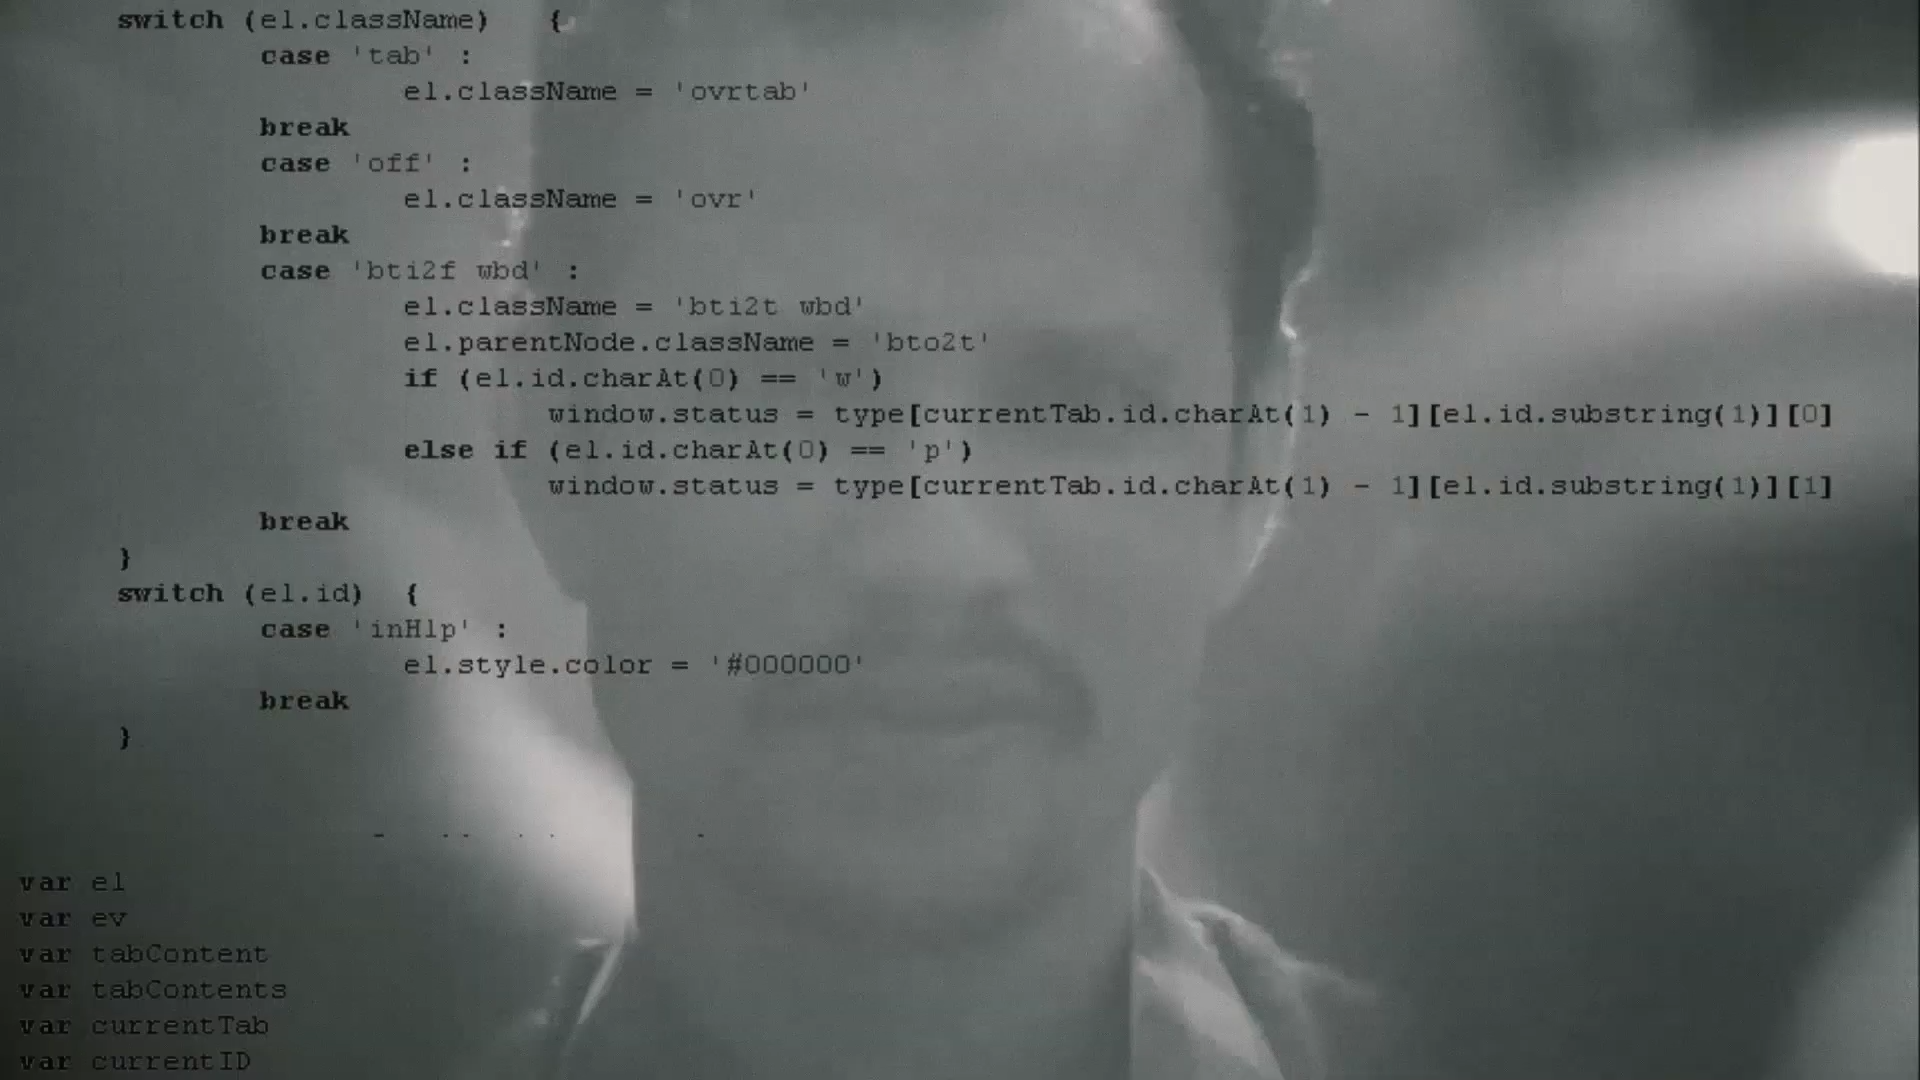 switch (el.className) {
case 'tab' :
el.className = 'ovrtab'
break
case 'off' :
el.className = 'ovr'
break
case 'bti2f wbd' :
el.className = 'bti2t wbd'
el.parentNode.className = 'bto2t'
if (el.id.charAt(0) == 'w')
window.status = type[currentTab.id.charAt(1) - 1][el.id.substring(1)][0]
else if (el.id.charAt(0) == 'p')
window.status = type[currentTab.id.charAt(1) - 1][el.id.substring(1)][1]
break
}
switch (el.id) {
case 'inHlp' :
el.style.color = '#000000'
break
}
var el
var ev
var tabContent
var tabContents
var currentTab
var currentID